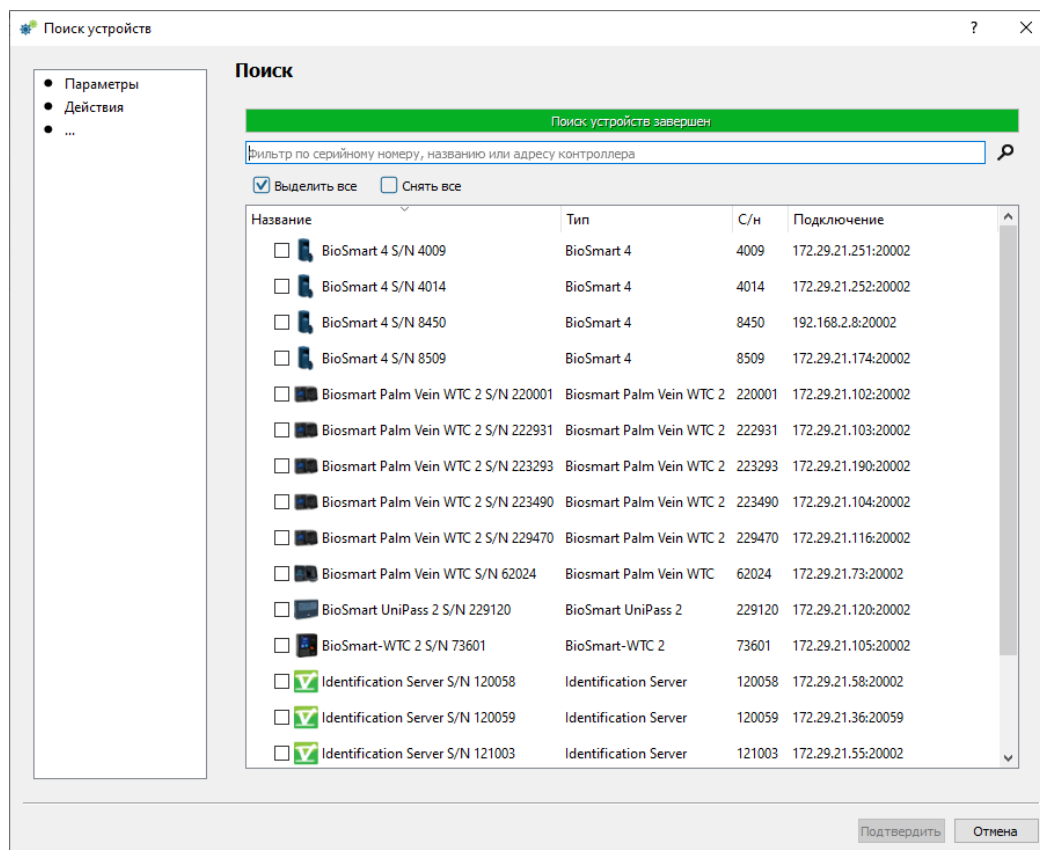 Поиск устройств
Параметры
Действия
...
Поиск
Поиск устройств завершен
Фильтр по серийному номеру, названию или адресу контроллера
Выделить все Снять все
Название Тип С/н Подключение
BioSmart 4 S/N 4009 BioSmart 4 4009 172.29.21.251:20002
BioSmart 4 S/N 4014 BioSmart 4 4014 172.29.21.252:20002
BioSmart 4 S/N 8450 BioSmart 4 8450 192.168.2.8:20002
BioSmart 4 S/N 8509 BioSmart 4 8509 172.29.21.174:20002
Biosmart Palm Vein WTC 2 S/N 220001 Biosmart Palm Vein WTC 2 220001 172.29.21.102:20002
Biosmart Palm Vein WTC 2 S/N 222931 Biosmart Palm Vein WTC 2 222931 172.29.21.103:20002
Biosmart Palm Vein WTC 2 S/N 223293 Biosmart Palm Vein WTC 2 223293 172.29.21.190:20002
Biosmart Palm Vein WTC 2 S/N 223490 Biosmart Palm Vein WTC 2 223490 172.29.21.104:20002
Biosmart Palm Vein WTC 2 S/N 229470 Biosmart Palm Vein WTC 2 229470 172.29.21.116:20002
Biosmart Palm Vein WTC S/N 62024 Biosmart Palm Vein WTC 62024 172.29.21.73:20002
BioSmart UniPass 2 S/N 229120 BioSmart UniPass 2 229120 172.29.21.120:20002
BioSmart-WTC 2 S/N 73601 BioSmart-WTC 2 73601 172.29.21.105:20002
Identification Server S/N 120058 Identification Server 120058 172.29.21.58:20002
Identification Server S/N 120059 Identification Server 120059 172.29.21.36:20059
Identification Server S/N 121003 Identification Server 121003 172.29.21.55:20002
Подтвердить Отмена